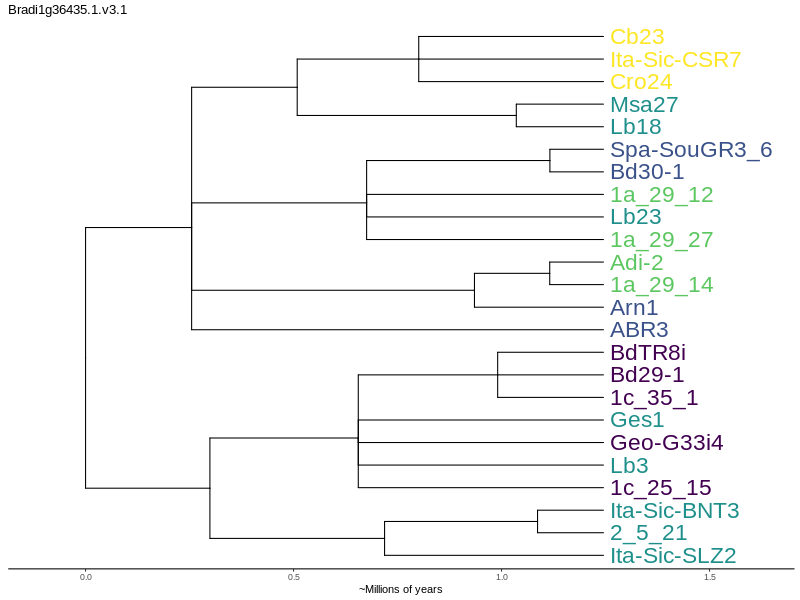 Bradi1g36435.1.v3.1
Cb23
Ita-Sic-CSR7
Cro24
Msa27
Lb18
Spa-SouGR3_6
Bd30-1
1a_29_12
Lb23
1a_29_27
Adi-2
1a_29_14
Arn1
ABR3
BdTR8i
Bd29-1
1c_35_1
Ges1
Geo-G33i4
Lb3
1c_25_15
Ita-Sic-BNT3
2_5_21
Ita-Sic-SLZ2
0.0 0.5 1.0 1.5
~Millions of years